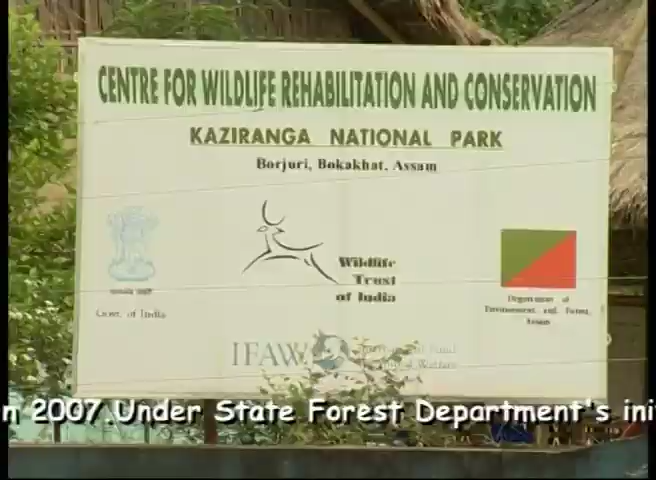 CENTRE FOR WILDLIFE REHABILITATION AND CONSERVATION
KAZIRANGA NATIONAL PARK
Borjuri, Bokakhat, Assam
Wildlife
Trust
of India
Govt. of India
Department of
Environment and Forest,
Assam
IFAW
n 2007.Under State Forest Department's ini